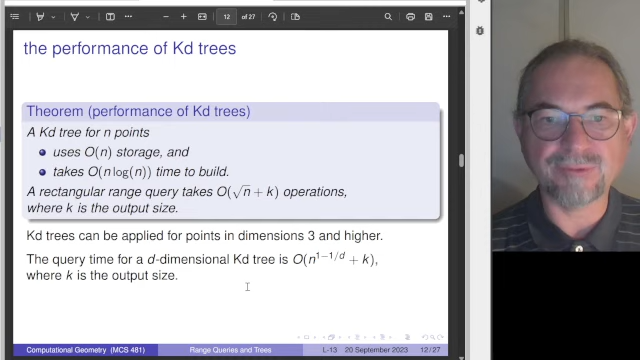 12 of 27
the performance of Kd trees
Theorem (performance of Kd trees)
A Kd tree for n points
uses O(n) storage, and
takes O(n log(n)) time to build.
A rectangular range query takes O(√n + k) operations,
where k is the output size.
Kd trees can be applied for points in dimensions 3 and higher.
The query time for a d-dimensional Kd tree is O(n^{1−1/d} + k),
where k is the output size.
Computational Geometry (MCS 481) Range Queries and Trees L-13 20 September 2023 12 / 27